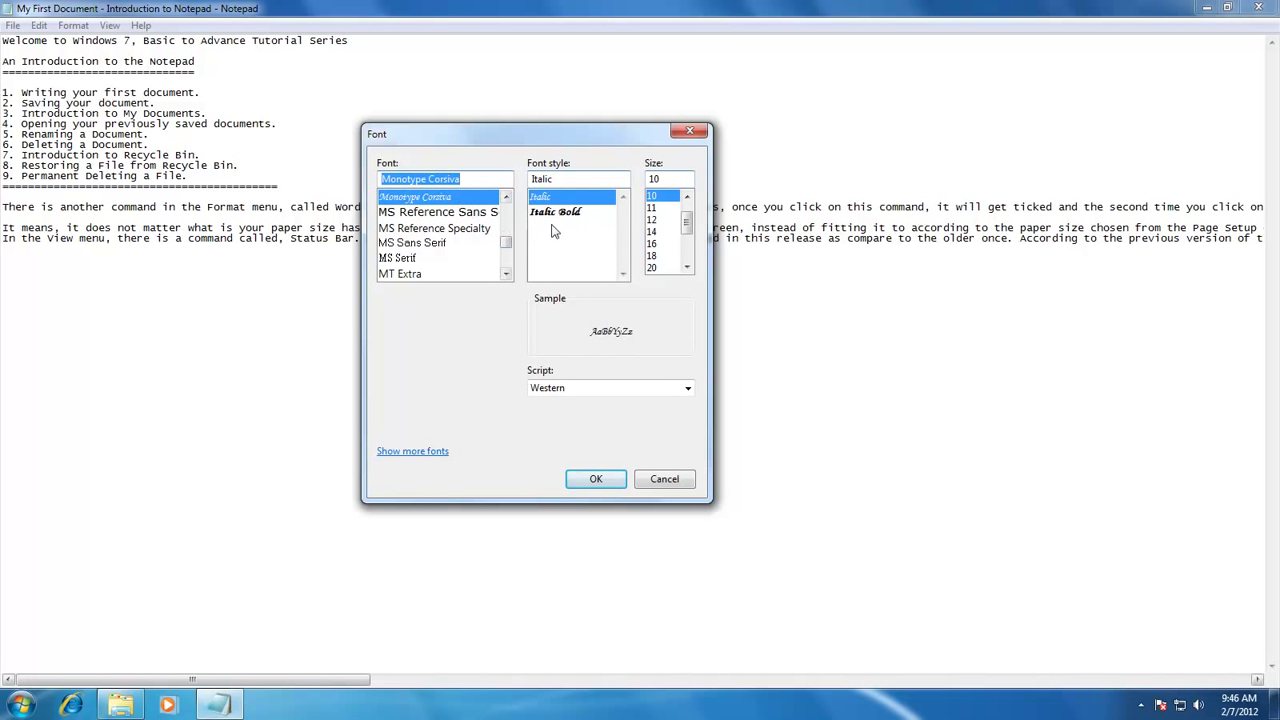 My First Document - Introduction to Notepad - Notepad
File Edit Format View Help
Welcome to Windows 7, Basic to Advance Tutorial Series
An Introduction to the Notepad
==============================
1. Writing your first document.
2. Saving your document.
3. Introduction to My Documents.
4. Opening your previously saved documents.
5. Renaming a Document.
6. Deleting a Document.
7. Introduction to Recycle Bin.
8. Restoring a File from Recycle Bin.
9. Permanent Deleting a File.
===========================================
There is another command in the Format menu, called Word
s, once you click on this command, it will get ticked and the second time you click on
It means, it does not matter what is your paper size has
reen, instead of fitting it to according to the paper size chosen from the Page Setup
In the View menu, there is a command called, Status Bar.
d in this release as compare to the older once. According to the previous version of t
Font
Font:
Monotype Corsiva
Monotype Corsiva
MS Reference Sans S
MS Reference Specialty
MS Sans Serif
MS Serif
MT Extra
Font style:
Italic
Italic
Italic Bold
Size:
10
10
11
12
14
16
18
20
Sample
AaBbYyZz
Script:
Western
Show more fonts
OK
Cancel
9:46 AM
2/7/2012